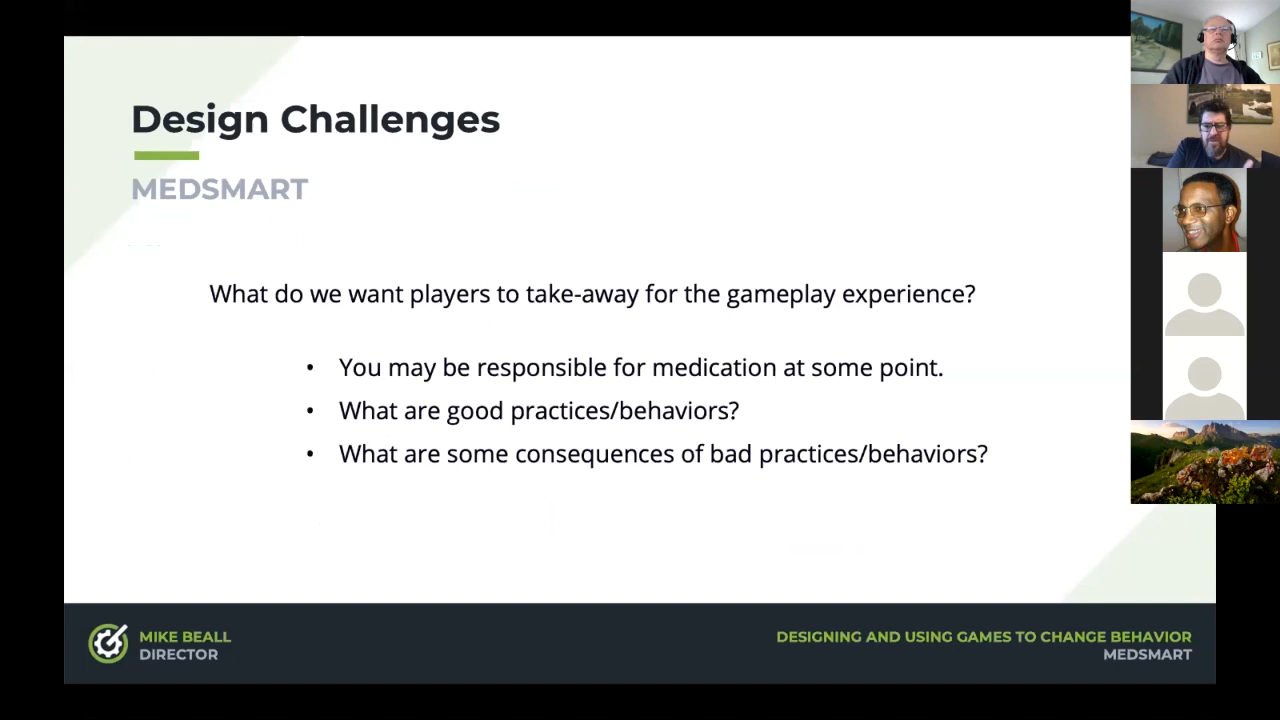 Design Challenges
MEDSMART
What do we want players to take-away for the gameplay experience?
• You may be responsible for medication at some point.
• What are good practices/behaviors?
• What are some consequences of bad practices/behaviors?
MIKE BEALL
DIRECTOR
DESIGNING AND USING GAMES TO CHANGE BEHAVIOR
MEDSMART